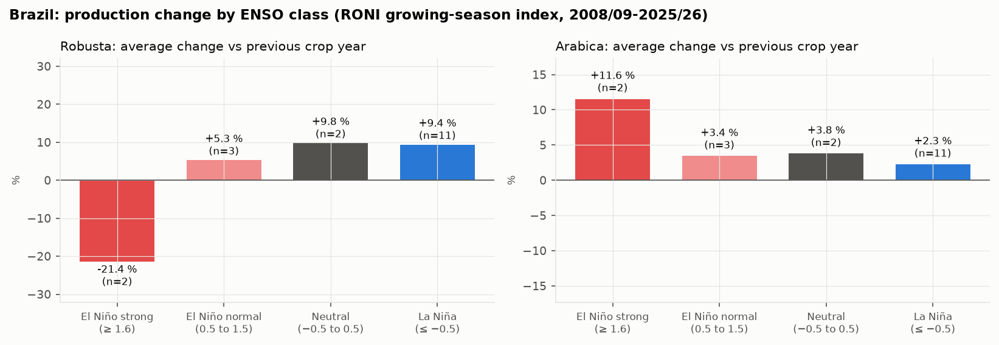 Brazil: production change by ENSO class (RONI growing-season index, 2008/09-2025/26)
Robusta: average change vs previous crop year
%
30
20
10
0
−10
−20
−30
-21.4 %
(n=2)
+5.3 %
(n=3)
+9.8 %
(n=2)
+9.4 %
(n=11)
El Niño strong
(≥ 1.6)
El Niño normal
(0.5 to 1.5)
Neutral
(−0.5 to 0.5)
La Niña
(≤ −0.5)
Arabica: average change vs previous crop year
%
15
10
5
0
−5
−10
−15
+11.6 %
(n=2)
+3.4 %
(n=3)
+3.8 %
(n=2)
+2.3 %
(n=11)
El Niño strong
(≥ 1.6)
El Niño normal
(0.5 to 1.5)
Neutral
(−0.5 to 0.5)
La Niña
(≤ −0.5)